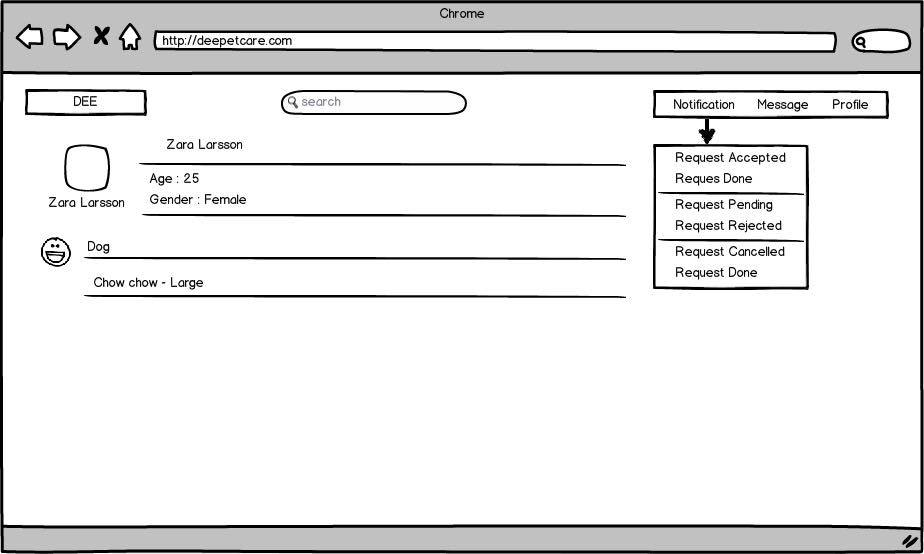 Chrome
http://deepetcare.com
DEE
search
Notification Message Profile
Zara Larsson
Zara Larsson
Age : 25
Gender : Female
Dog
Chow chow - Large
Request Accepted
Reques Done
Request Pending
Request Rejected
Request Cancelled
Request Done